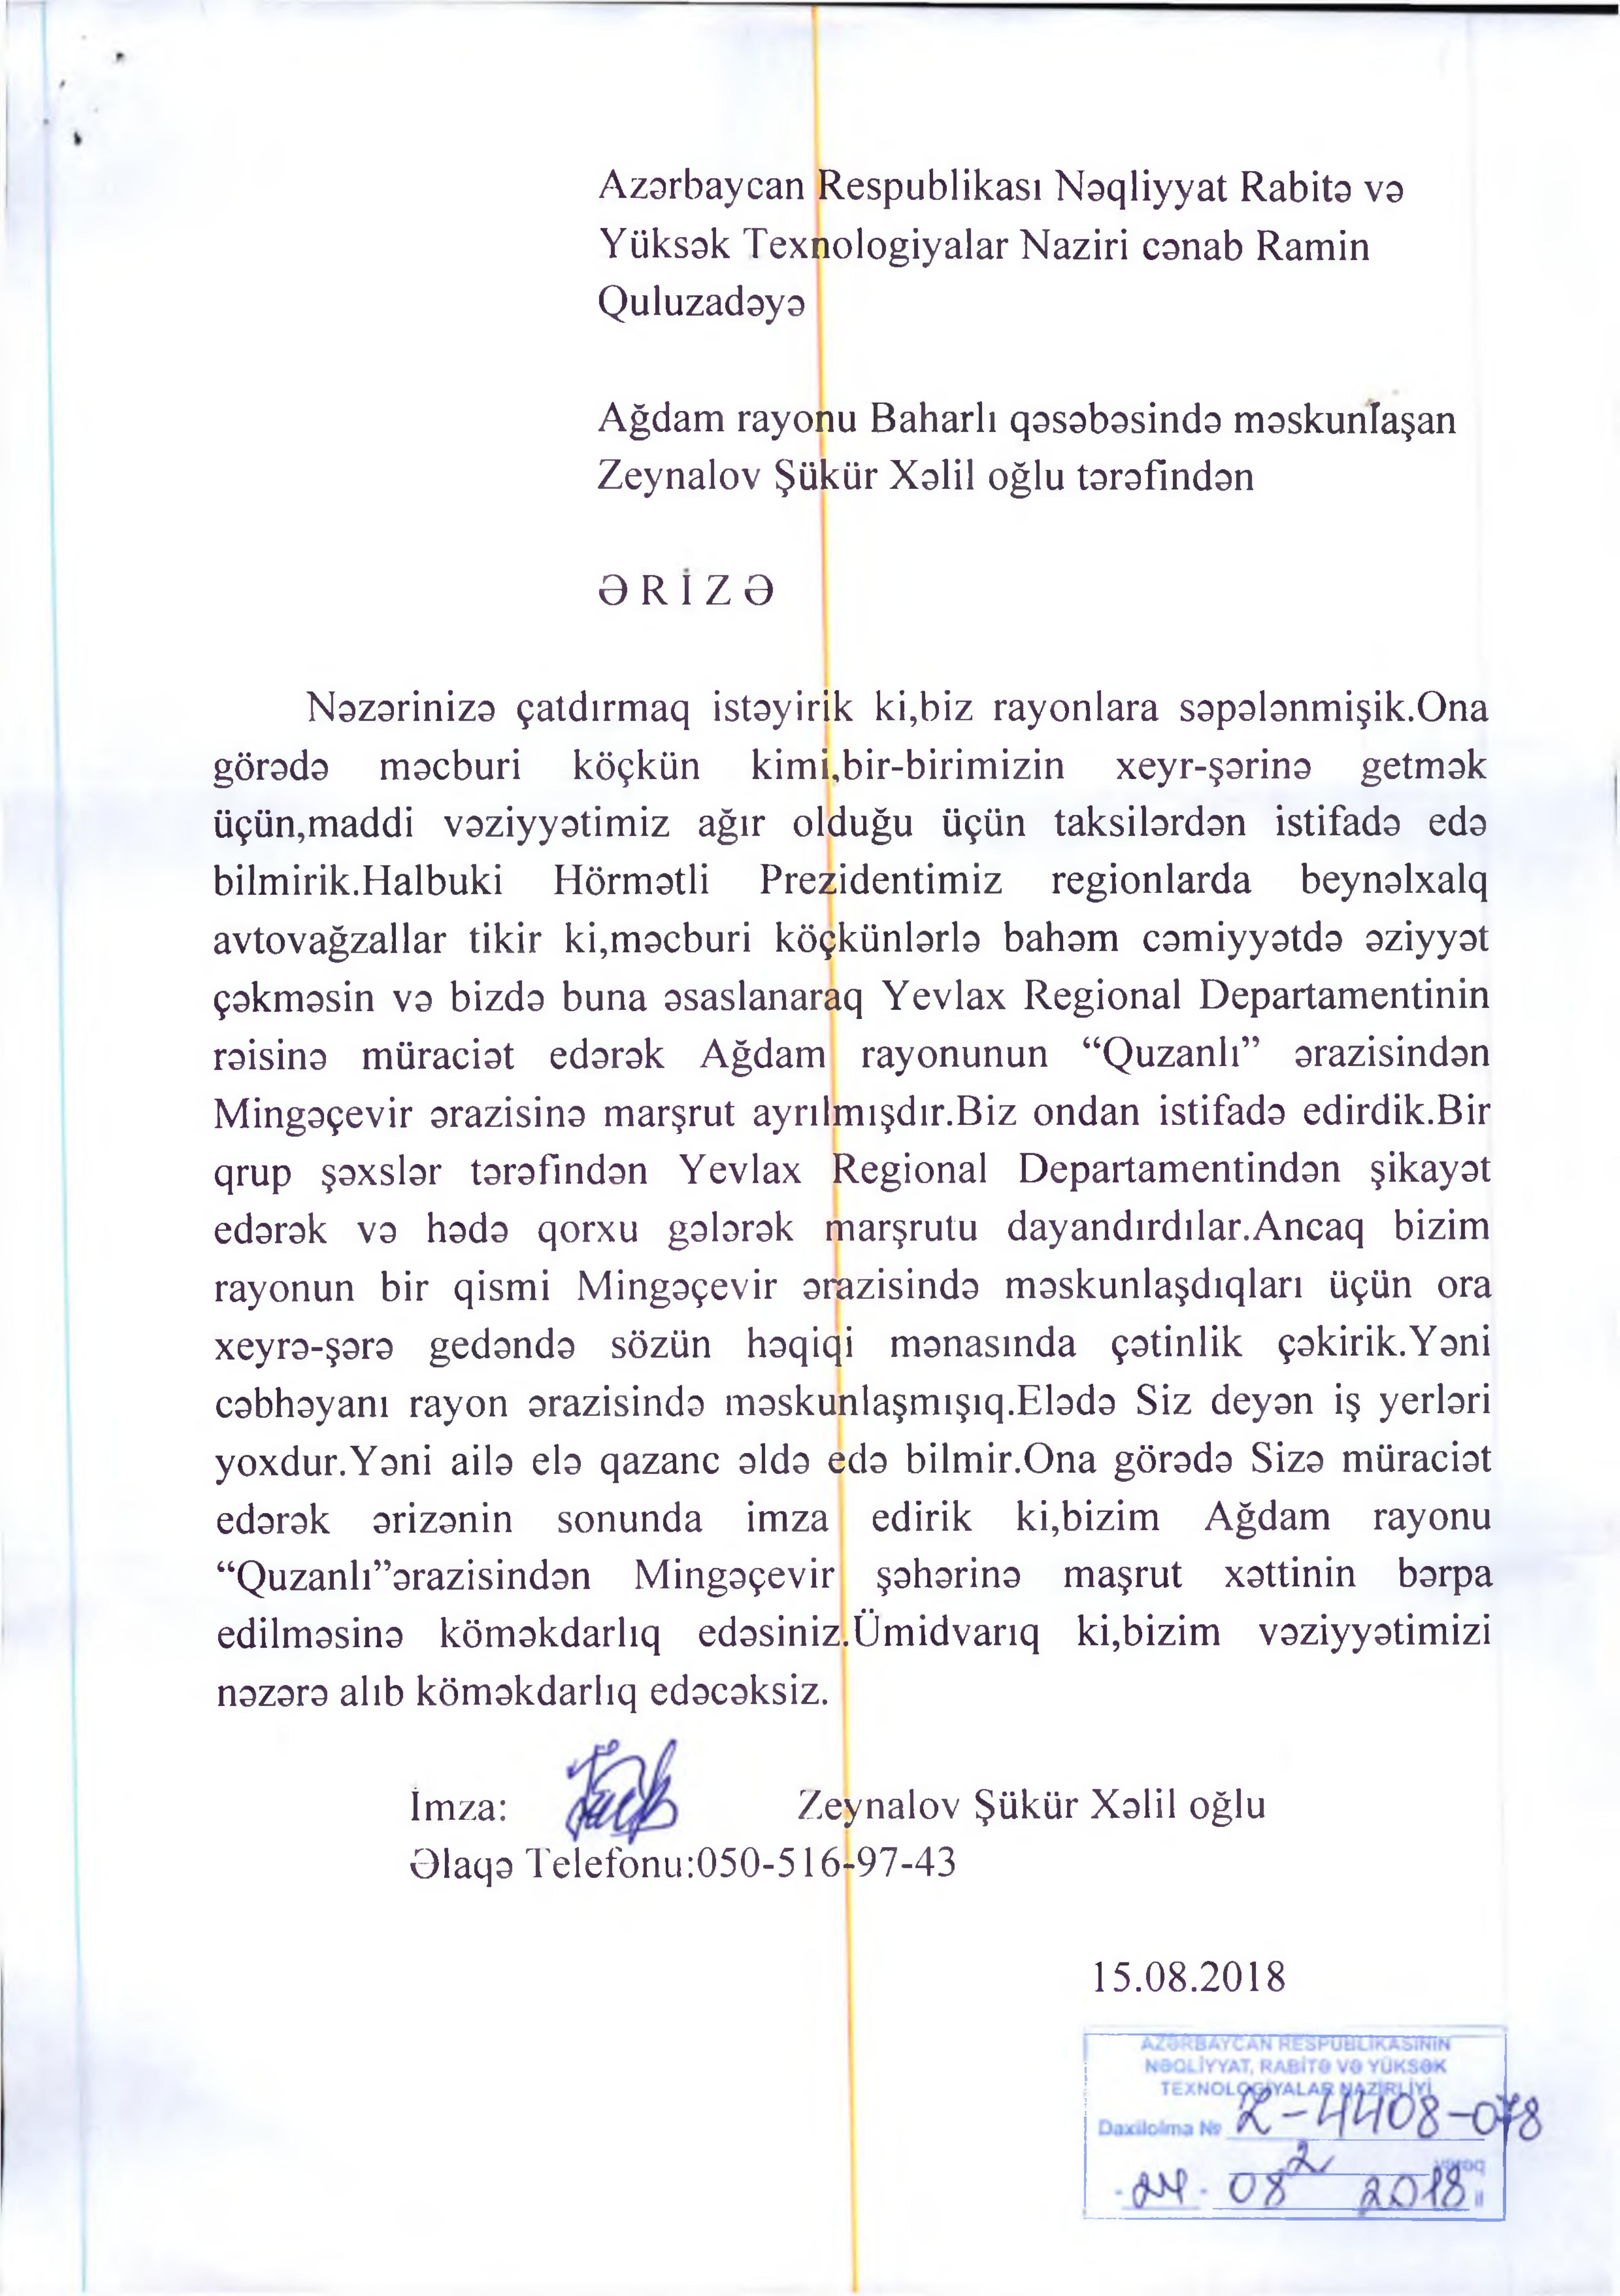 Azərbaycan Respublikası Nəqliyyat Rabitə və
Yüksək Texnologiyalar Naziri cənab Ramin
Quluzadəyə
Ağdam rayonu Baharlı qəsəbəsində məskunlaşan
Zeynalov Şükür Xəlil oğlu tərəfindən
Ə R İ Z Ə
Nəzərinizə çatdırmaq istəyirik ki,biz rayonlara səpələnmişik.Ona
görədə məcburi köçkün kimi,bir-birimizin xeyr-şərinə getmək
üçün,maddi vəziyyətimiz ağır olduğu üçün taksilərdən istifadə edə
bilmirik.Halbuki Hörmətli Prezidentimiz regionlarda beynəlxalq
avtovağzallar tikir ki,məcburi köçkünlərlə bahəm cəmiyyətdə əziyyət
çəkməsin və bizdə buna əsaslanaraq Yevlax Regional Departamentinin
rəisinə müraciət edərək Ağdam rayonunun “Quzanlı” ərazisindən
Mingəçevir ərazisinə marşrut ayrılmışdır.Biz ondan istifadə edirdik.Bir
qrup şəxslər tərəfindən Yevlax Regional Departamentindən şikayət
edərək və hədə qorxu gələrək marşrutu dayandırdılar.Ancaq bizim
rayonun bir qismi Mingəçevir ərazisində məskunlaşdıqları üçün ora
xeyrə-şərə gedəndə sözün həqiqi mənasında çətinlik çəkirik.Yəni
cəbhəyanı rayon ərazisində məskunlaşmışıq.Elədə Siz deyən iş yerləri
yoxdur.Yəni ailə elə qazanc əldə edə bilmir.Ona görədə Sizə müraciət
edərək ərizənin sonunda imza edirik ki,bizim Ağdam rayonu
“Quzanlı”ərazisindən Mingəçevir şəhərinə maşrut xəttinin bərpa
edilməsinə köməkdarlıq edəsiniz.Ümidvarıq ki,bizim vəziyyətimizi
nəzərə alıb köməkdarlıq edəcəksiz.
İmza: Zeynalov Şükür Xəlil oğlu
Əlaqə Telefonu:050-516-97-43
15.08.2018
AZƏRBAYCAN RESPUBLİKASININ
NƏQLİYYAT, RABİTƏ VƏ YÜKSƏK
TEXNOLOGİYALAR NAZİRLİYİ
Daxilolma № Z-4408-078
2 vərəq
24. 08 2018 il